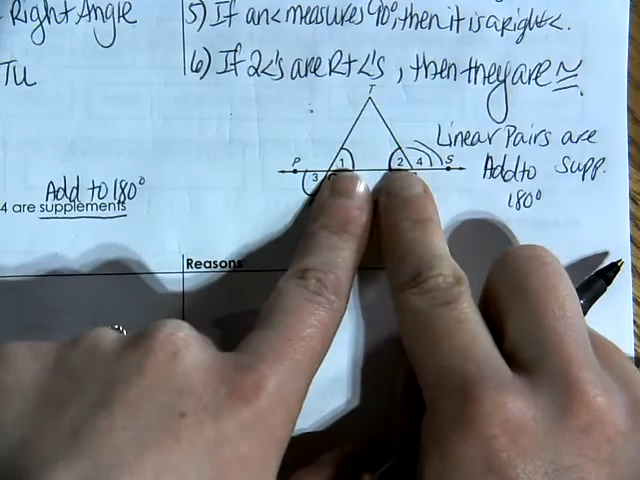 Right Angle
TU
5) If an < measures 90°, then it is a right <.
6) If 2 <'s are Rt <'s, then they are ≅.
T
P
1
2
4
S
3
Linear Pairs are
Add to Supp.
180°
Add to 180°
4 are supplements
Reasons